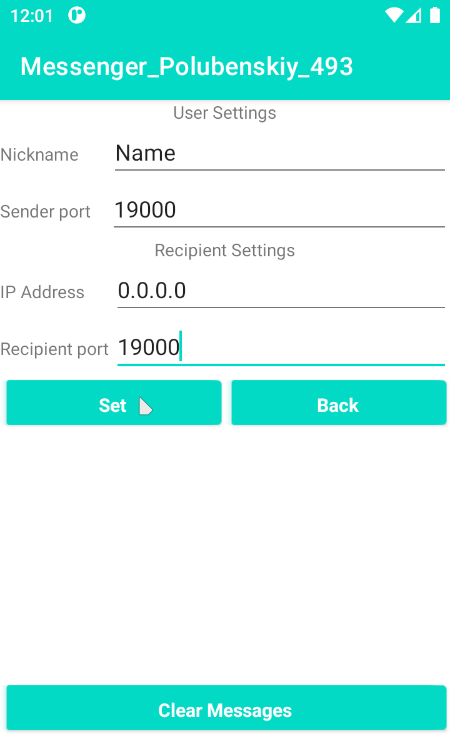 12:01
Messenger_Polubenskiy_493
User Settings
Nickname Name
Sender port 19000
Recipient Settings
IP Address 0.0.0.0
Recipient port 19000
Set Back
Clear Messages